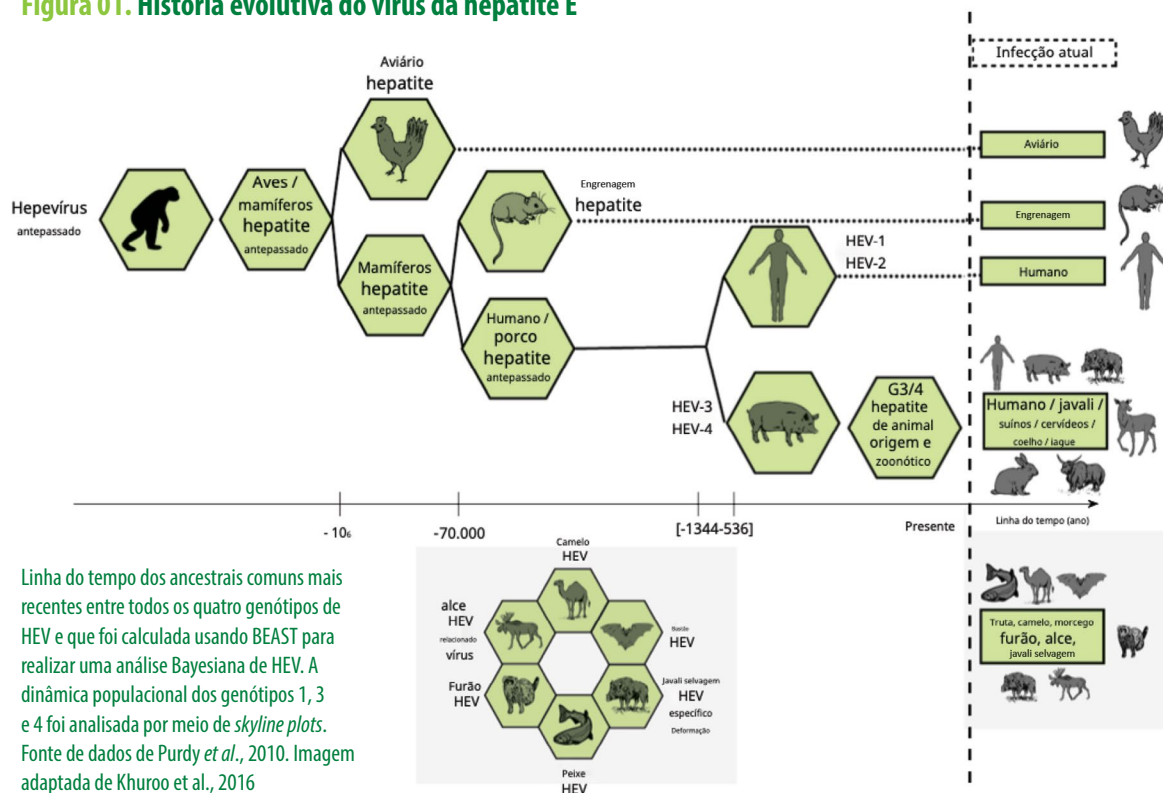 Figura 01. História evolutiva do vírus da hepatite E
Infecção atual
Aviário
hepatite
Aviário
Hepevírus
antepassado
Aves /
mamíferos
hepatite
antepassado
Engrenagem
hepatite
Engrenagem
Mamíferos
hepatite
antepassado
HEV-1
HEV-2
Humano
Humano /
porco
hepatite
antepassado
HEV-3
HEV-4
G3/4
hepatite
de animal
origem e
zoonótico
Humano / javali /
suínos / cervídeos /
coelho / iaque
- 10₆
-70.000
[-1344-536]
Presente
Linha do tempo (ano)
Linha do tempo dos ancestrais comuns mais
recentes entre todos os quatro genótipos de
HEV e que foi calculada usando BEAST para
realizar uma análise Bayesiana de HEV. A
dinâmica populacional dos genótipos 1, 3
e 4 foi analisada por meio de skyline plots.
Fonte de dados de Purdy et al., 2010. Imagem
adaptada de Khuroo et al., 2016
Camelo
HEV
alce
HEV
relacionado
vírus
HEV
Furão
HEV
Javali selvagem
HEV
específico
Deformação
Peixe
HEV
Truta, camelo, morcego
furão, alce,
javali selvagem